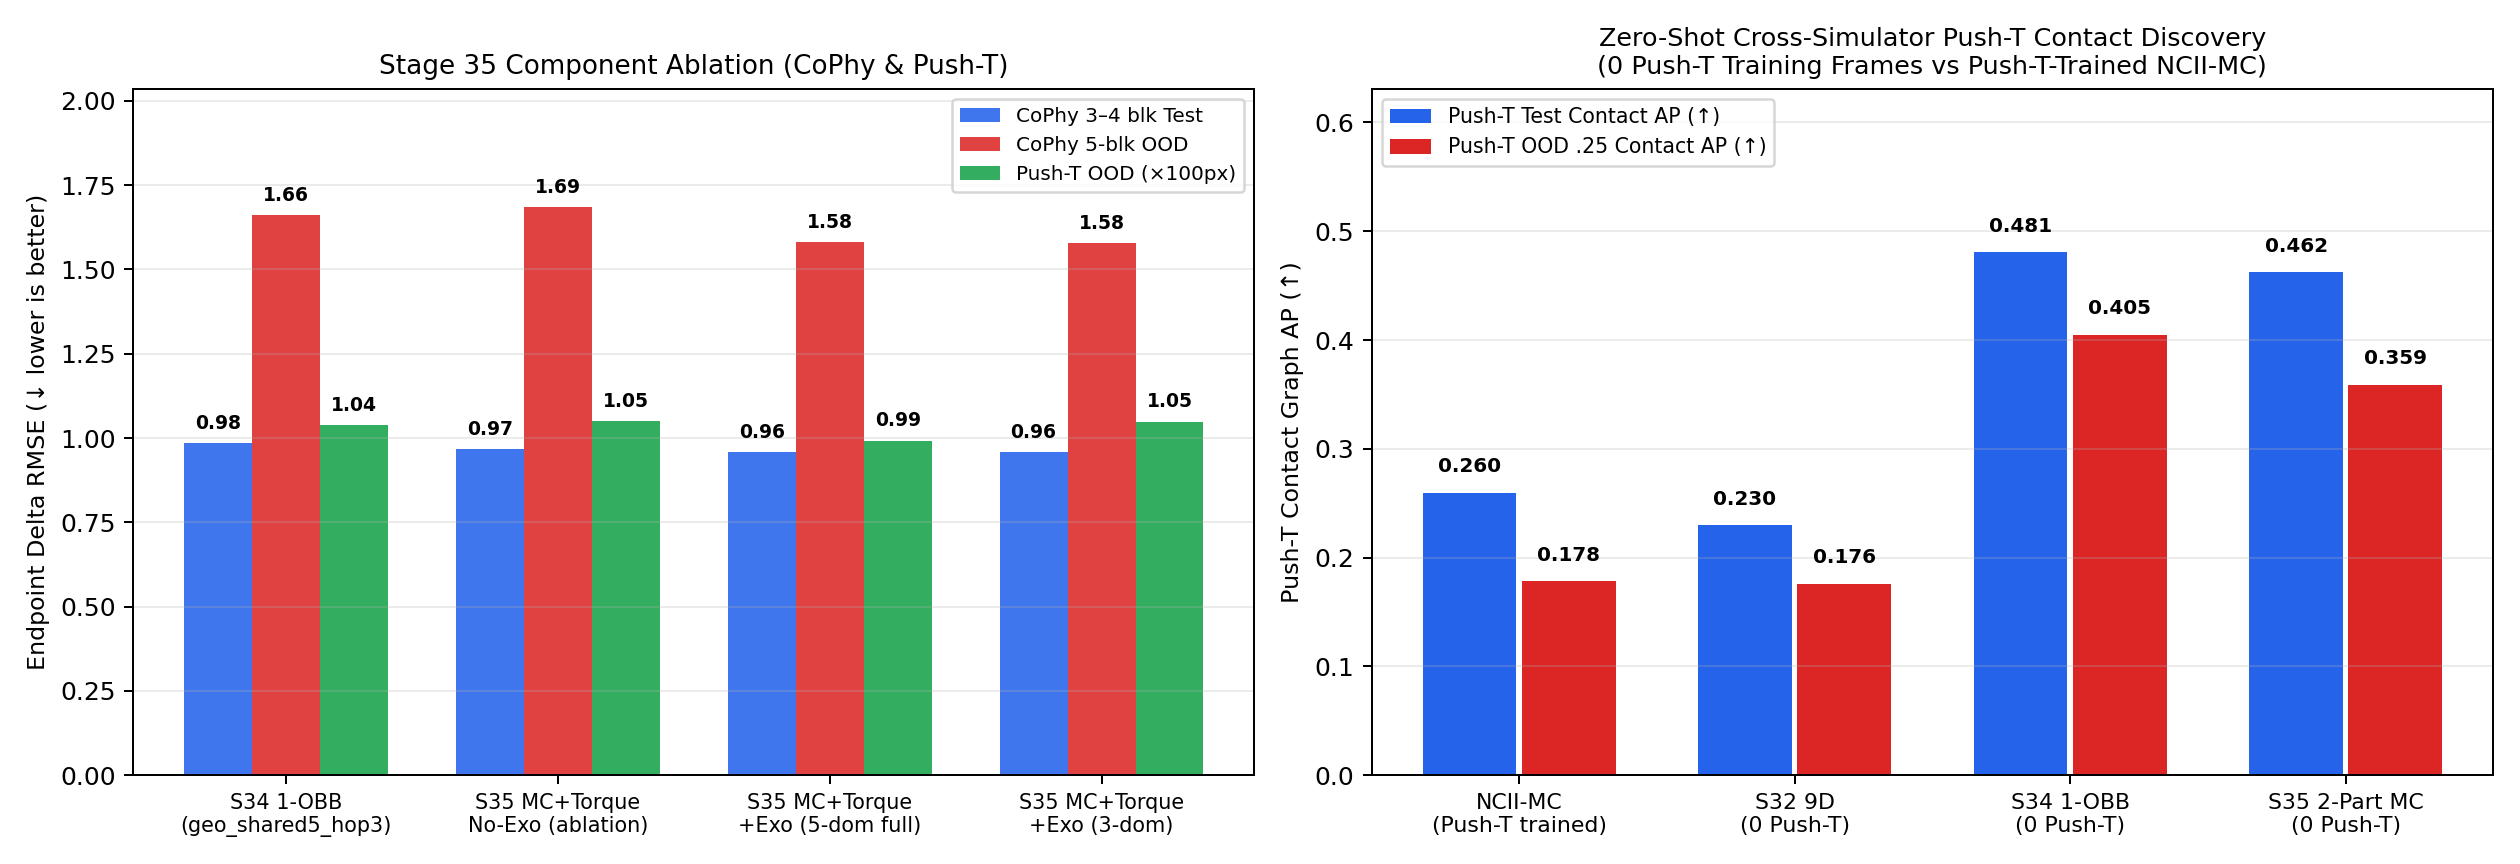 Stage 35 Component Ablation (CoPhy & Push-T)
Endpoint Delta RMSE (↓ lower is better)
2.00
1.75
1.50
1.25
1.00
0.75
0.50
0.25
0.00
CoPhy 3–4 blk Test
CoPhy 5-blk OOD
Push-T OOD (×100px)
0.98
1.66
1.04
0.97
1.69
1.05
0.96
1.58
0.99
0.96
1.58
1.05
S34 1-OBB
(geo_shared5_hop3)
S35 MC+Torque
No-Exo (ablation)
S35 MC+Torque
+Exo (5-dom full)
S35 MC+Torque
+Exo (3-dom)
Zero-Shot Cross-Simulator Push-T Contact Discovery
(0 Push-T Training Frames vs Push-T-Trained NCII-MC)
Push-T Contact Graph AP (↑)
0.6
0.5
0.4
0.3
0.2
0.1
0.0
Push-T Test Contact AP (↑)
Push-T OOD .25 Contact AP (↑)
0.260
0.178
0.230
0.176
0.481
0.405
0.462
0.359
NCII-MC
(Push-T trained)
S32 9D
(0 Push-T)
S34 1-OBB
(0 Push-T)
S35 2-Part MC
(0 Push-T)